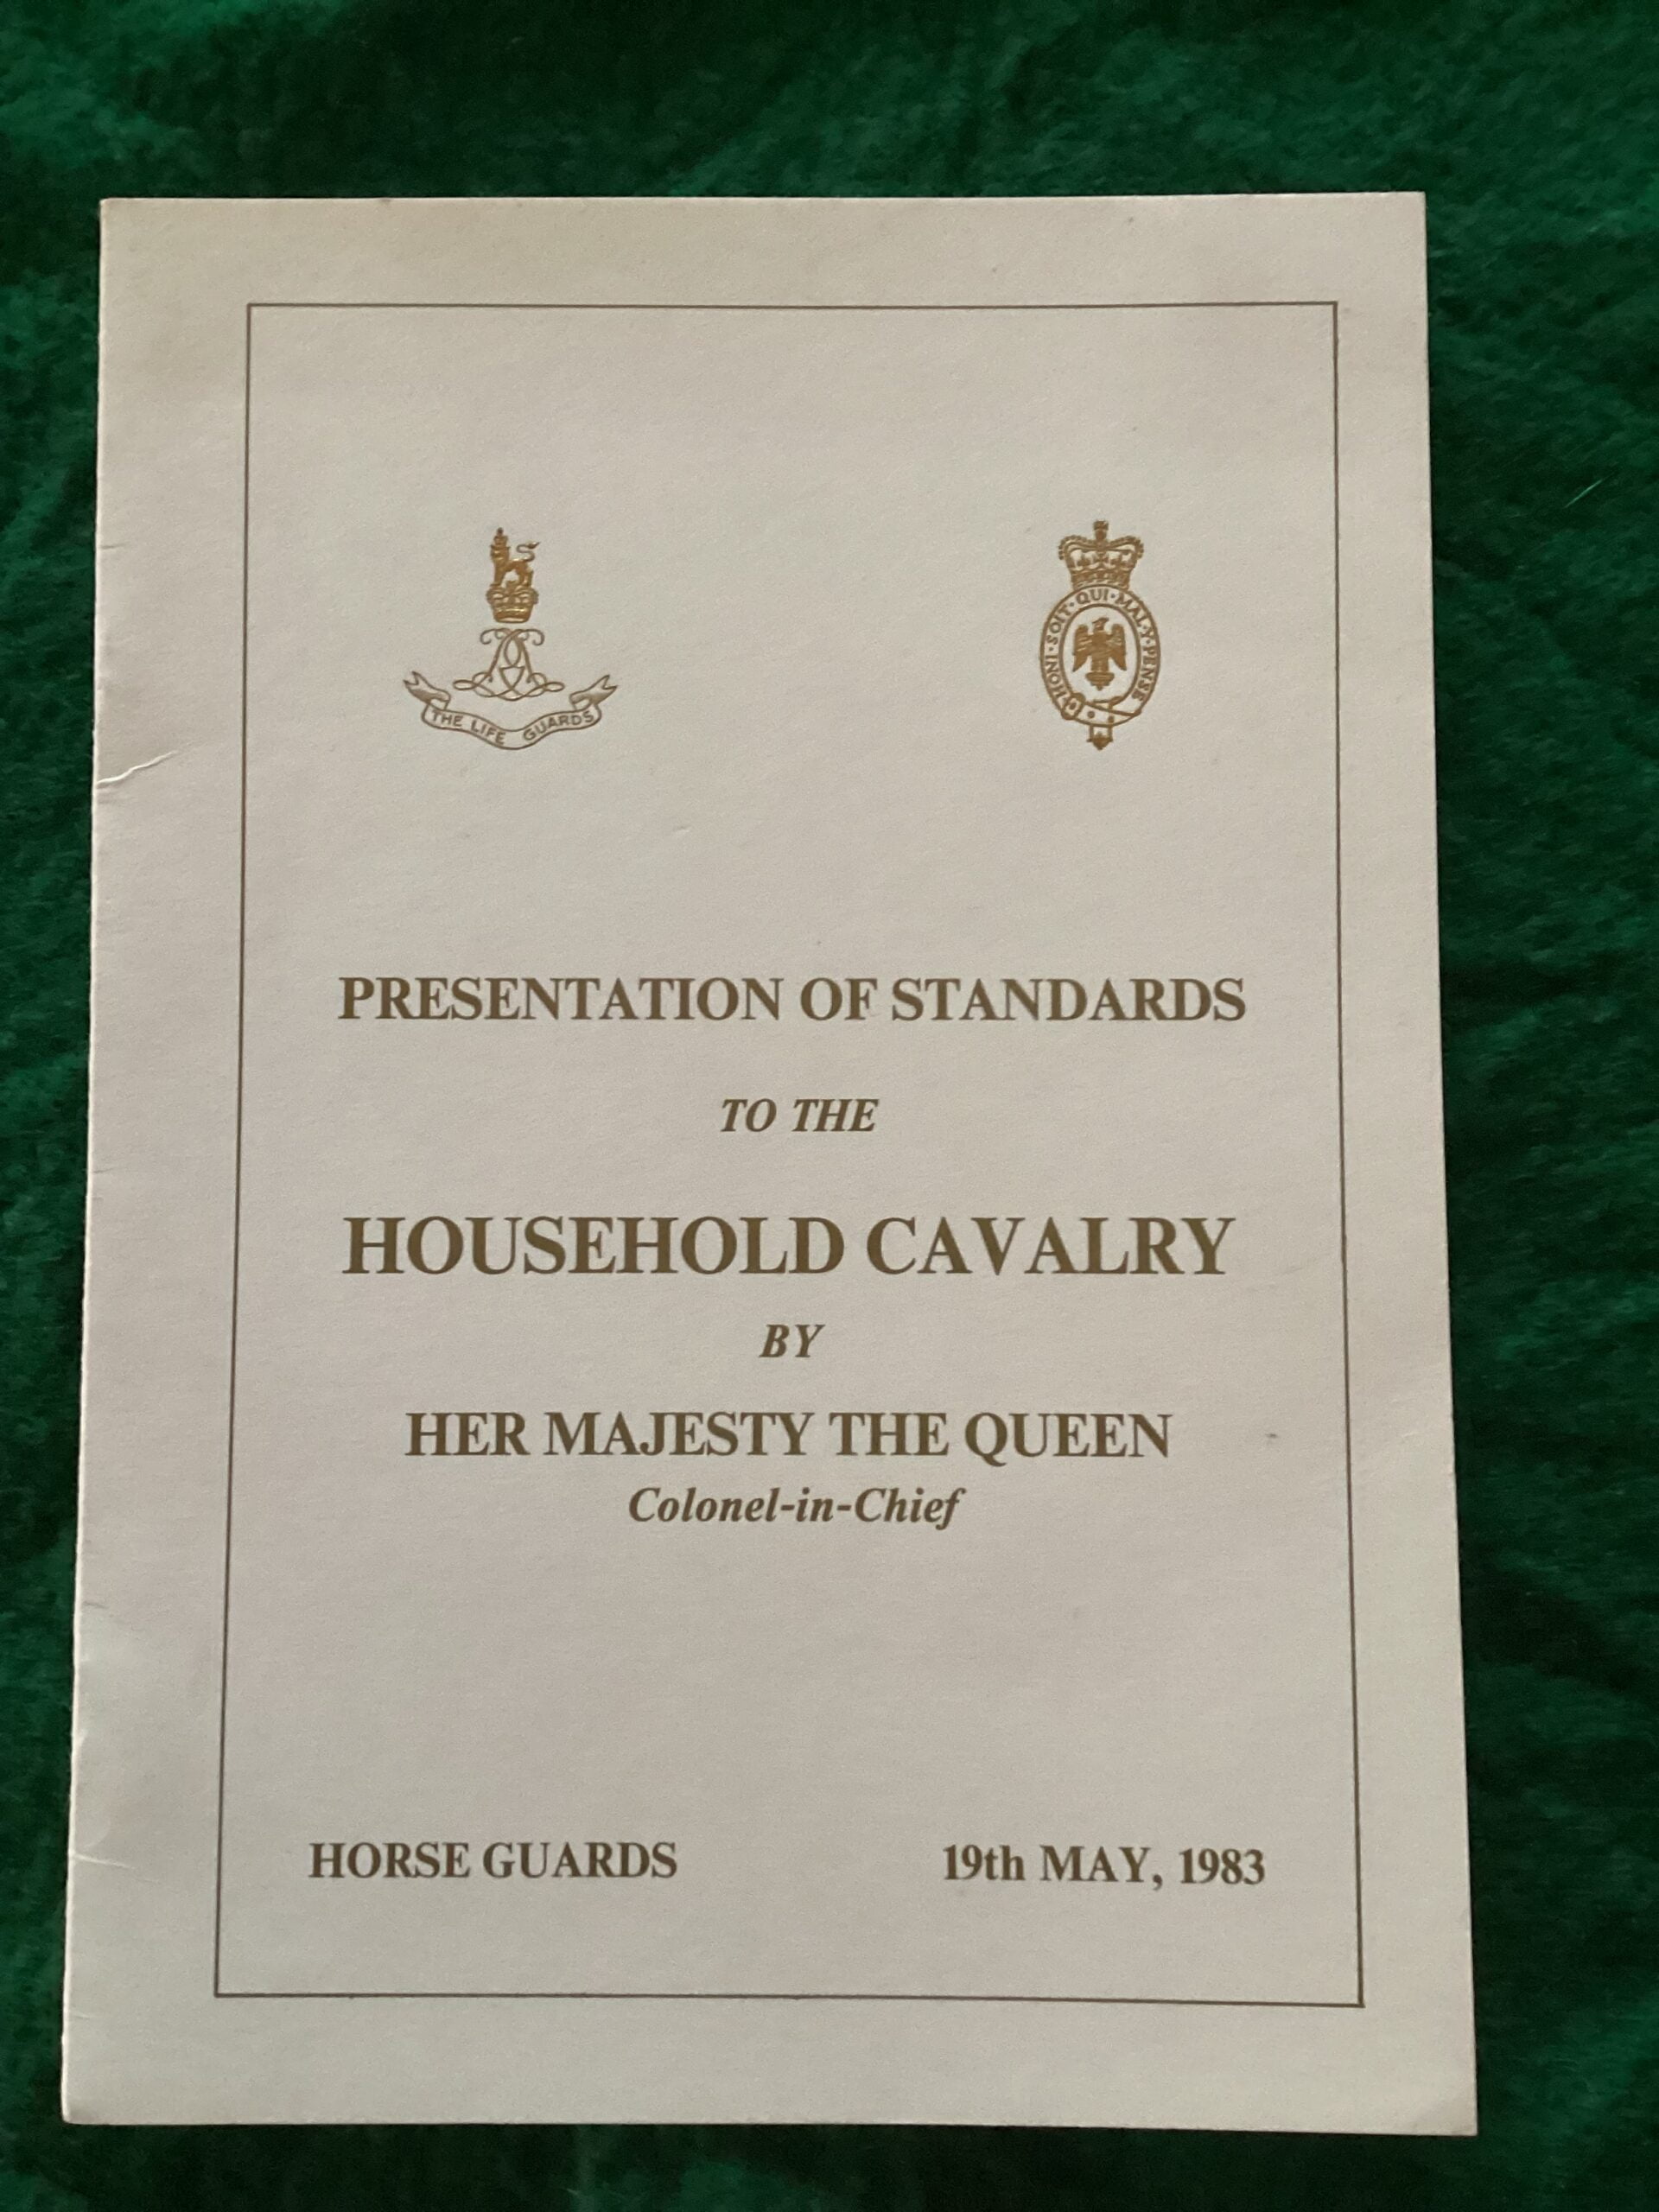 THE LIFE GUARDS
HONI · SOIT · QUI · MAL · Y · PENSE
PRESENTATION OF STANDARDS
TO THE
HOUSEHOLD CAVALRY
BY
HER MAJESTY THE QUEEN
Colonel-in-Chief
HORSE GUARDS
19th MAY, 1983